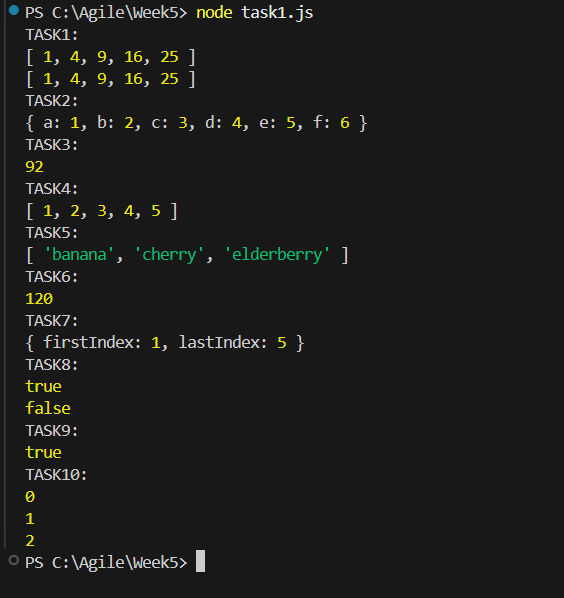 PS C:\Agile\Week5> node task1.js
TASK1:
[ 1, 4, 9, 16, 25 ]
[ 1, 4, 9, 16, 25 ]
TASK2:
{ a: 1, b: 2, c: 3, d: 4, e: 5, f: 6 }
TASK3:
92
TASK4:
[ 1, 2, 3, 4, 5 ]
TASK5:
[ 'banana', 'cherry', 'elderberry' ]
TASK6:
120
TASK7:
{ firstIndex: 1, lastIndex: 5 }
TASK8:
true
false
TASK9:
true
TASK10:
0
1
2
PS C:\Agile\Week5>